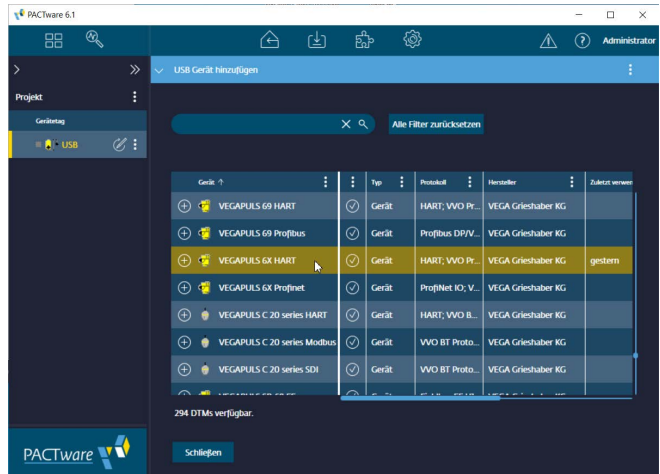 PACTware 6.1
Administrator
USB Gerät hinzufügen
Projekt
Gerätetag
USB
Alle Filter zurücksetzen
Gerät Typ Protokoll Hersteller Zuletzt verwen
VEGAPULS 69 HART Gerät HART; VVO Pr... VEGA Grieshaber KG
VEGAPULS 69 Profibus Gerät Profibus DP/V... VEGA Grieshaber KG
VEGAPULS 6X HART Gerät HART; VVO Pr... VEGA Grieshaber KG gestern
VEGAPULS 6X Profinet Gerät ProfiNet IO; V... VEGA Grieshaber KG
VEGAPULS C 20 series HART Gerät HART; VVO B... VEGA Grieshaber KG
VEGAPULS C 20 series Modbus Gerät VVO BT Proto... VEGA Grieshaber KG
VEGAPULS C 20 series SDI Gerät VVO BT Proto... VEGA Grieshaber KG
294 DTMs verfügbar.
Schließen
PACTware